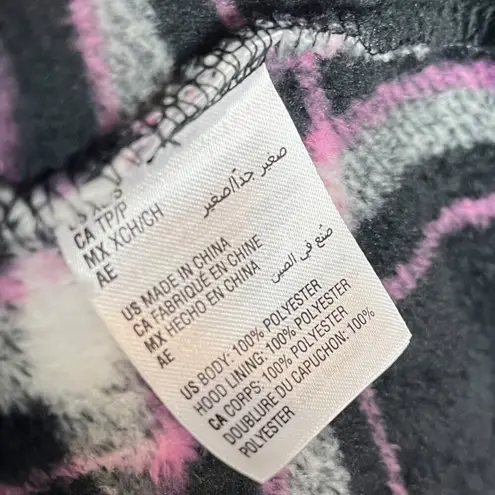 CA TP/P
MX XCH/CH
AE صغير جدًا/صغير
US MADE IN CHINA
CA FABRIQUÉ EN CHINE
MX HECHO EN CHINA
AE صنع في الصين
US BODY: 100% POLYESTER
HOOD LINING: 100% POLYESTER
CA CORPS: 100% POLYESTER
DOUBLURE DU CAPUCHON: 100%
POLYESTER